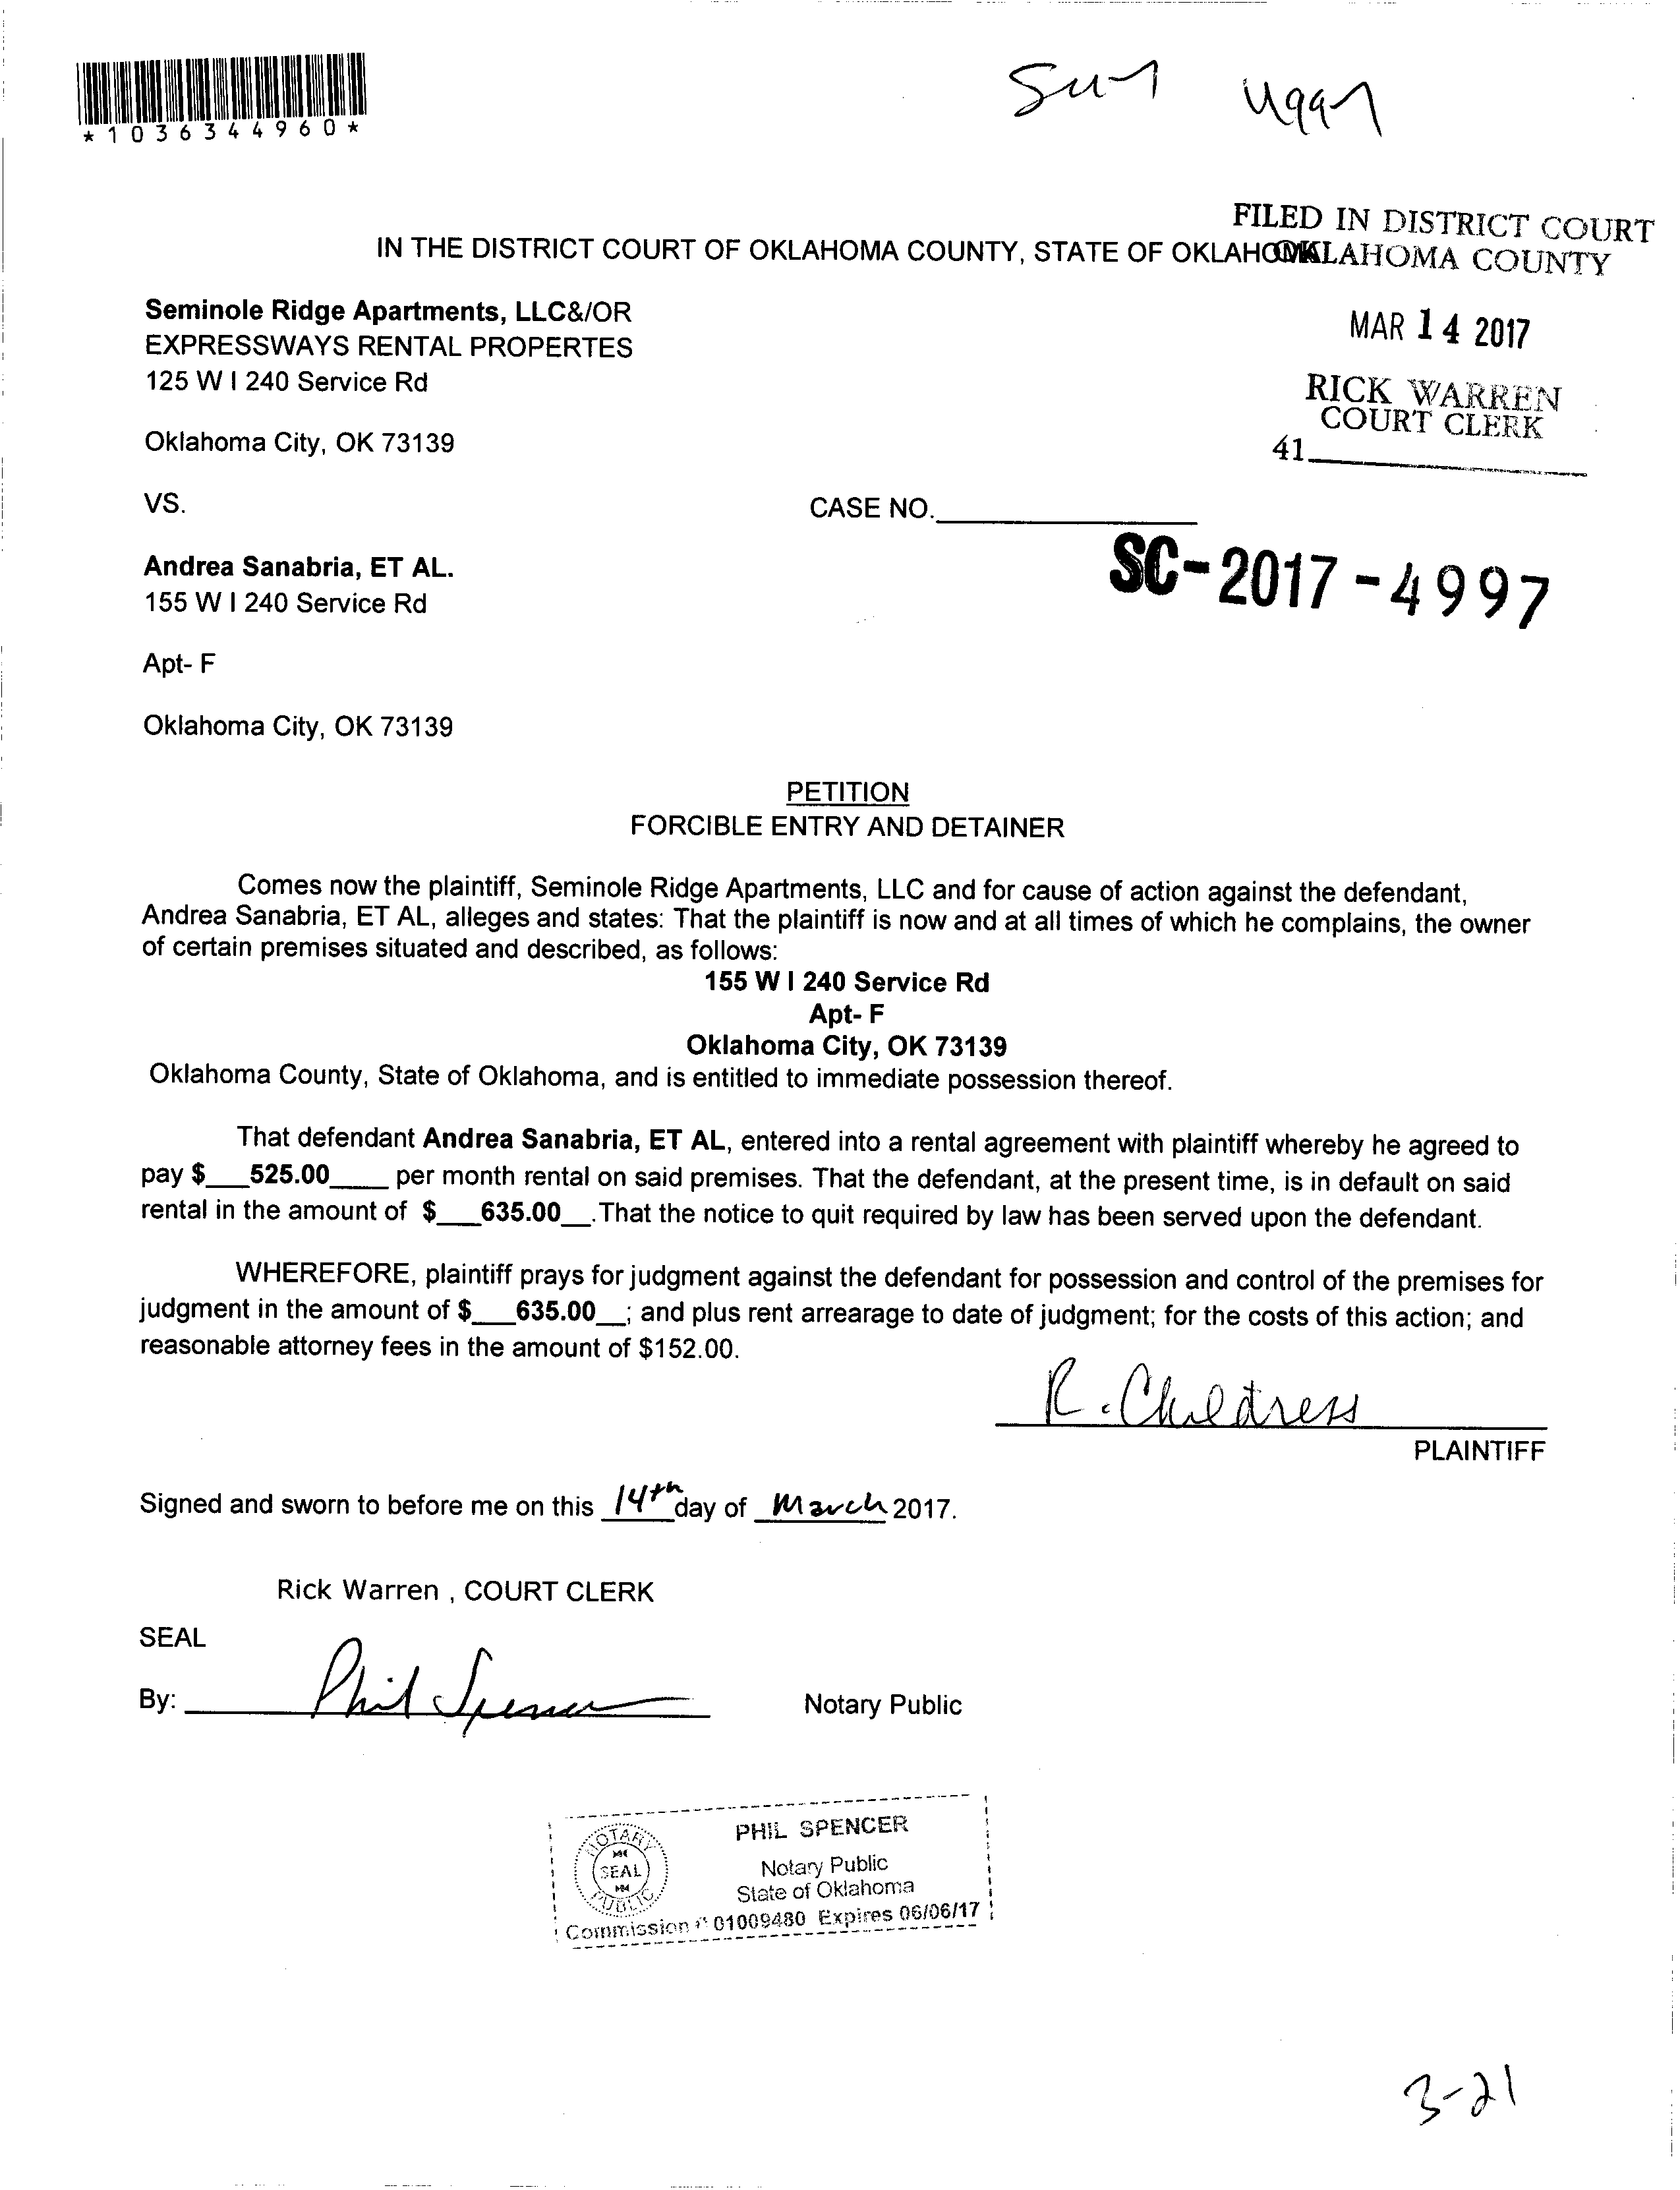 *1036344960*
4997
FILED IN DISTRICT COURT
OKLAHOMA COUNTY
IN THE DISTRICT COURT OF OKLAHOMA COUNTY, STATE OF
Seminole Ridge Apartments, LLC&/OR
EXPRESSWAYS RENTAL PROPERTES
125 W I 240 Service Rd
Oklahoma City, OK 73139
MAR 14 2017
RICK WARREN
COURT CLERK
41
VS.
CASE NO.
SC-2017-4997
Andrea Sanabria, ET AL.
155 W I 240 Service Rd
Apt- F
Oklahoma City, OK 73139
PETITION
FORCIBLE ENTRY AND DETAINER
Comes now the plaintiff, Seminole Ridge Apartments, LLC and for cause of action against the defendant,
Andrea Sanabria, ET AL, alleges and states: That the plaintiff is now and at all times of which he complains, the owner
of certain premises situated and described, as follows:
155 W I 240 Service Rd
Apt- F
Oklahoma City, OK 73139
Oklahoma County, State of Oklahoma, and is entitled to immediate possession thereof.
That defendant Andrea Sanabria, ET AL, entered into a rental agreement with plaintiff whereby he agreed to
pay $___525.00____ per month rental on said premises. That the defendant, at the present time, is in default on said
rental in the amount of $___635.00__.That the notice to quit required by law has been served upon the defendant.
WHEREFORE, plaintiff prays for judgment against the defendant for possession and control of the premises for
judgment in the amount of $___635.00__; and plus rent arrearage to date of judgment; for the costs of this action; and
reasonable attorney fees in the amount of $152.00.
R. Childress
PLAINTIFF
Signed and sworn to before me on this 14th day of March 2017.
Rick Warren , COURT CLERK
SEAL
By: Phil Spencer Notary Public
NOTARY
SEAL
PUBLIC
PHIL SPENCER
Notary Public
State of Oklahoma
Commission # 01009480 Expires 06/06/17
3-21